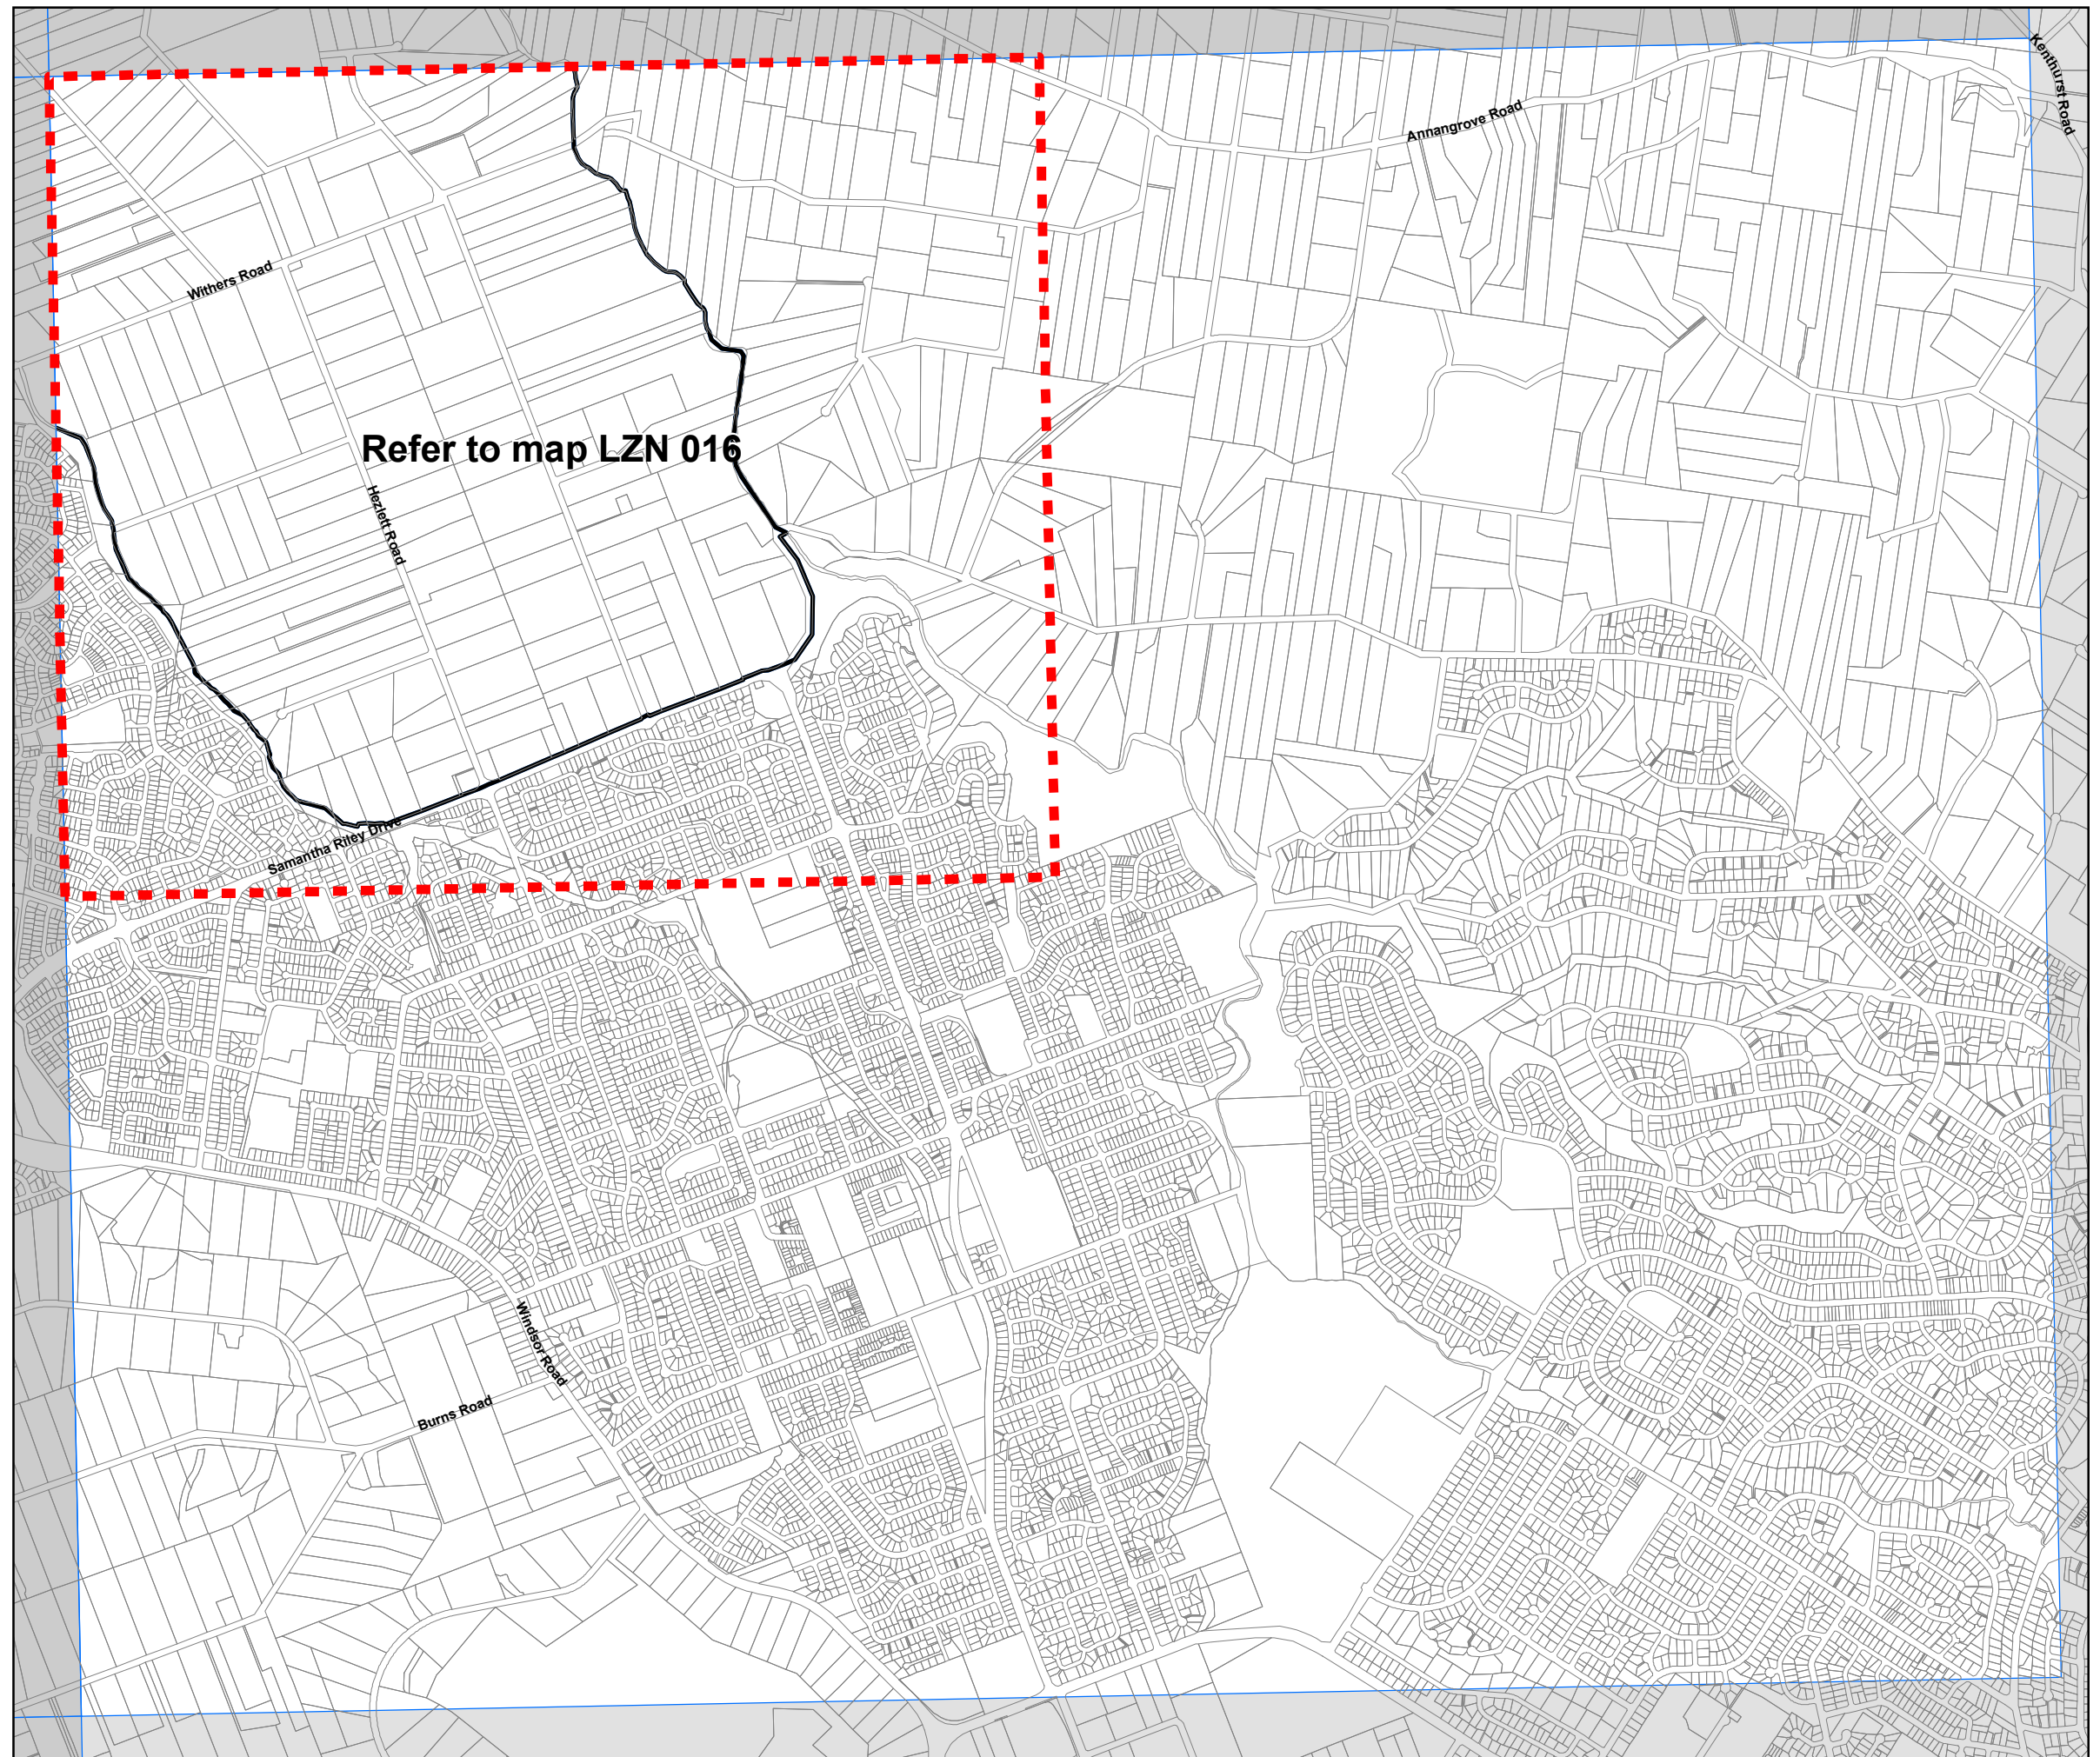 Kenthurst Road
Annangrove Road
Withers Road
Refer to map LZN 016
Hezlett Road
Samantha Riley Drive
Windsor Road
Burns Road